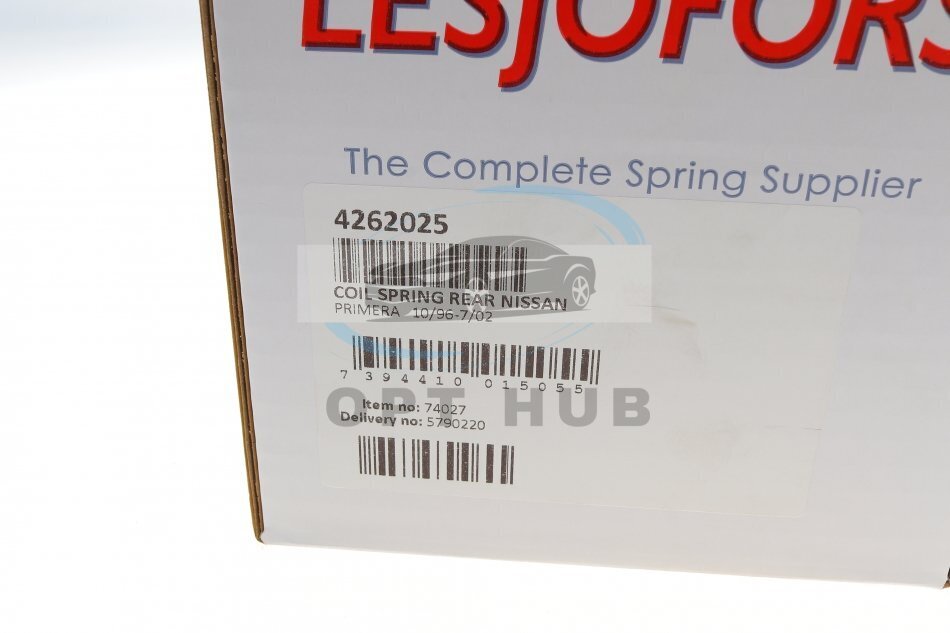 LESJÖFORS
The Complete Spring Supplier
4262025
COIL SPRING REAR NISSAN
PRIMERA 10/96-7/02
7 394410 015055
OPT HUB
Item no: 74027
Delivery no: 5790220